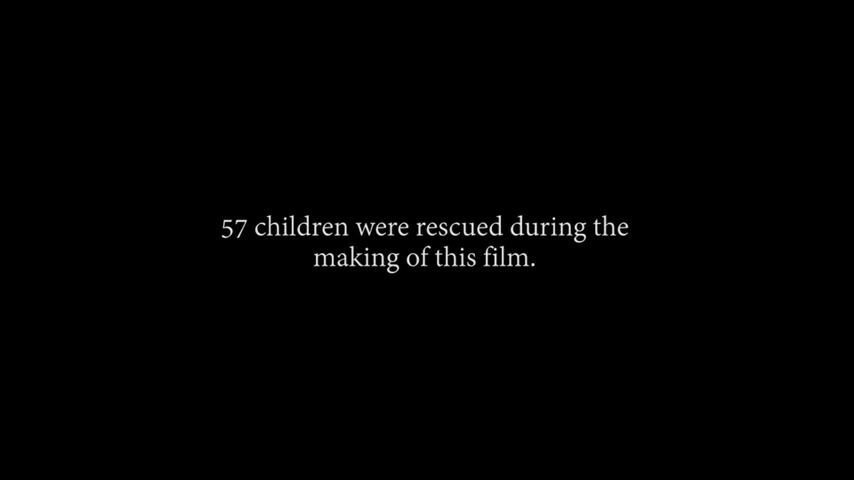 57 children were rescued during the
making of this film.